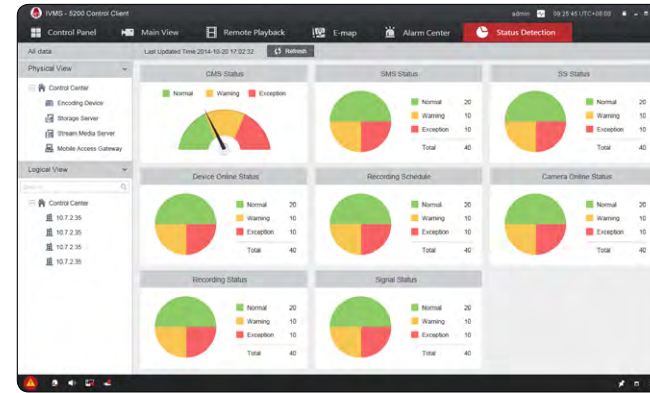 iVMS - 5200 Control Client
admin 09:25:45 UTC+08:00
Control Panel Main View Remote Playback E-map Alarm Center Status Detection
All data
Last Updated Time 2014-10-20 17:02:32 Refresh
Physical View
Control Center
Encoding Device
Storage Server
Stream Media Server
Mobile Access Gateway
Logical View
Control Center
10.7.2.35
10.7.2.35
10.7.2.35
10.7.2.35
CMS Status
Normal Warning Exception
SMS Status
Normal 20
Warning 10
Exception 10
Total 40
SS Status
Normal 20
Warning 10
Exception 10
Total 40
Device Online Status
Normal 20
Warning 10
Exception 10
Total 40
Recording Schedule
Normal 20
Warning 10
Exception 10
Total 40
Camera Online Status
Normal 20
Warning 10
Exception 10
Total 40
Recording Status
Normal 20
Warning 10
Exception 10
Total 40
Signal Status
Normal 20
Warning 10
Exception 10
Total 40